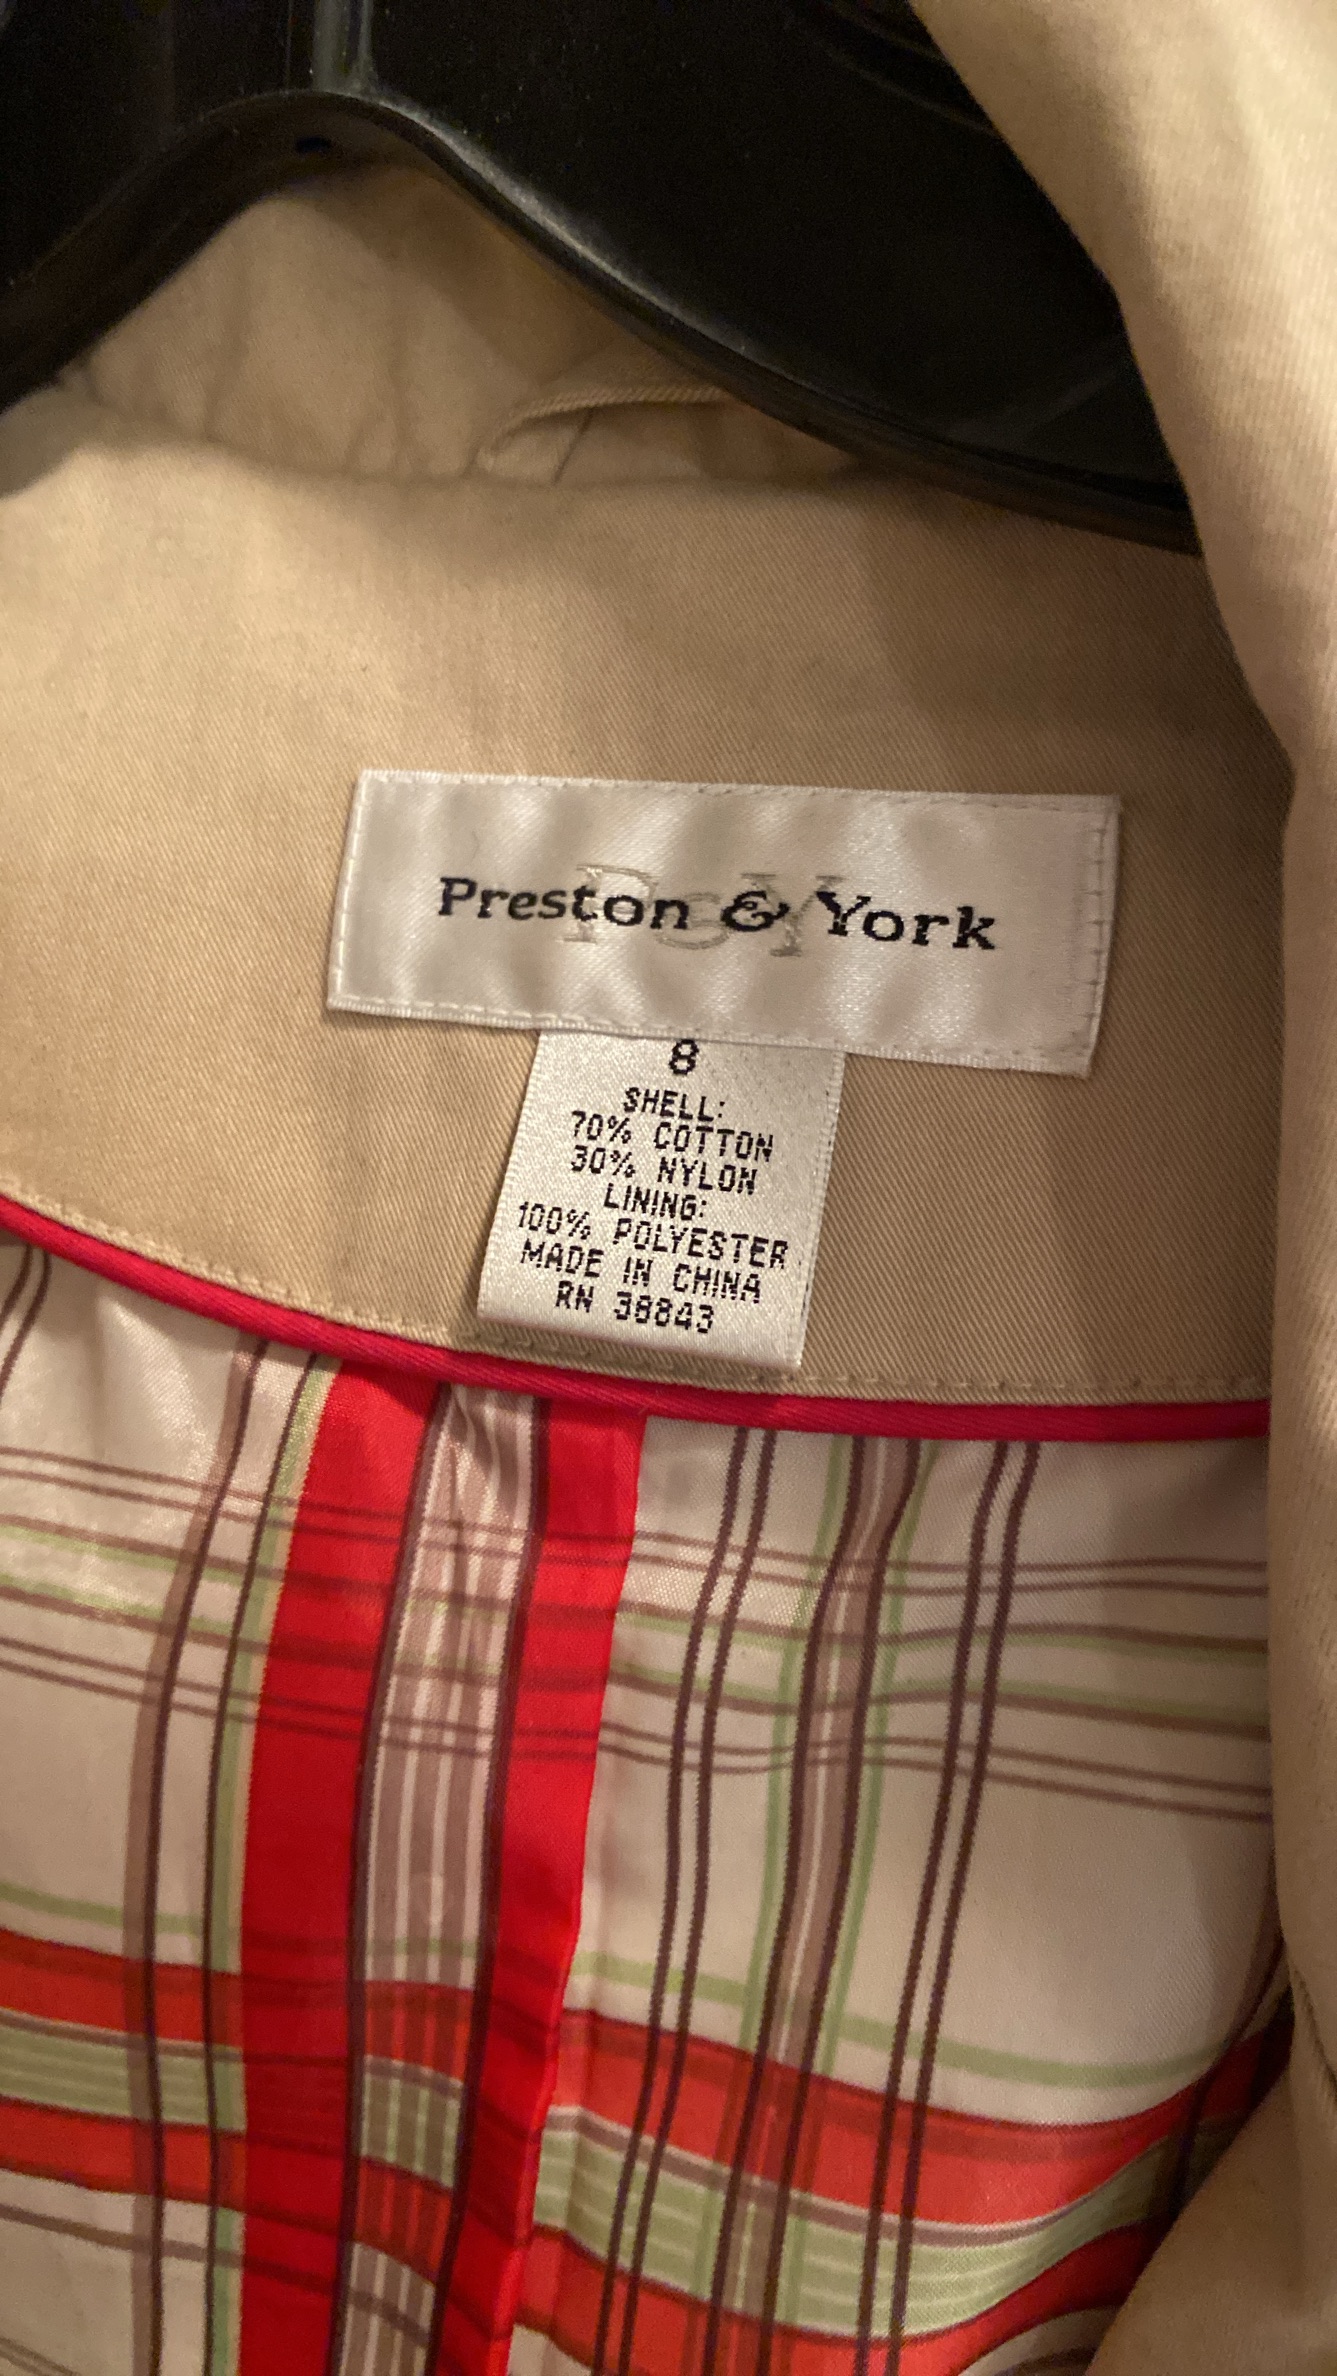 Preston & York
P&Y
8
SHELL:
70% COTTON
30% NYLON
LINING:
100% POLYESTER
MADE IN CHINA
RN 38843